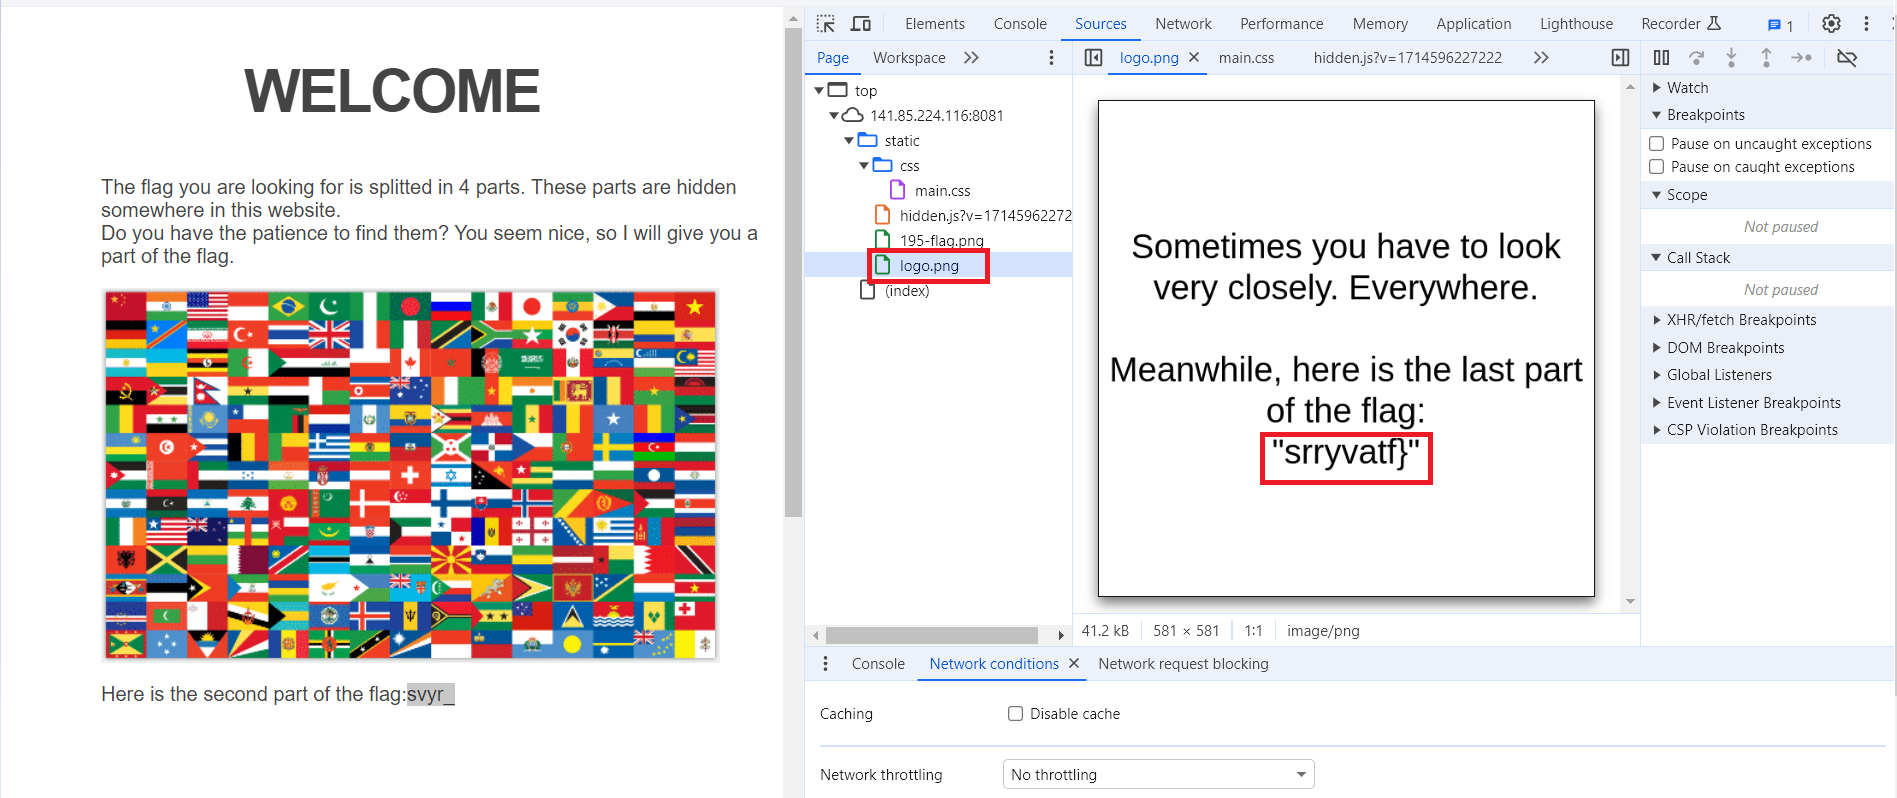 WELCOME
The flag you are looking for is splitted in 4 parts. These parts are hidden
somewhere in this website.
Do you have the patience to find them? You seem nice, so I will give you a
part of the flag.
Here is the second part of the flag:svyr_
Elements Console Sources Network Performance Memory Application Lighthouse Recorder 1
Page Workspace
logo.png main.css hidden.js?v=1714596227222
top
141.85.224.116:8081
static
css
main.css
hidden.js?v=17145962272
195-flag.png
logo.png
(index)
Sometimes you have to look
very closely. Everywhere.
Meanwhile, here is the last part
of the flag:
"srryvatf}"
41.2 kB 581 × 581 1:1 image/png
Watch
Breakpoints
Pause on uncaught exceptions
Pause on caught exceptions
Scope
Not paused
Call Stack
Not paused
XHR/fetch Breakpoints
DOM Breakpoints
Global Listeners
Event Listener Breakpoints
CSP Violation Breakpoints
Console Network conditions Network request blocking
Caching Disable cache
Network throttling No throttling